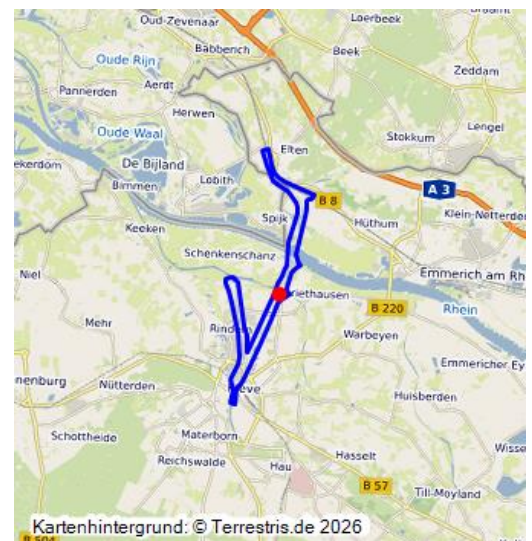 Oud-Zevenaar
Loerbeek
Babberich
Beek
Oude Rijn
Aerdt
Pannerden
Zeddam
Herwen
Oude Waal
Elten
Stokkum
Lengel
De Bijland
Bimmen
Lobith
A 3
B 8
Spijk
Klein-Netterden
Keeken
Hüthum
Schenkenschanz
Niel
Emmerich am Rh
riethausen
B 220
Rhein
Mehr
Rindern
Warbeyen
Emmericher Ey
nenburg
Nütterden
eve
Huisberden
Schottheide
Materborn
Wisse
Reichswalde
Hasselt
Hau
B 57
Till-Moyland
Kartenhintergrund: © Terrestris.de 2026
B 504